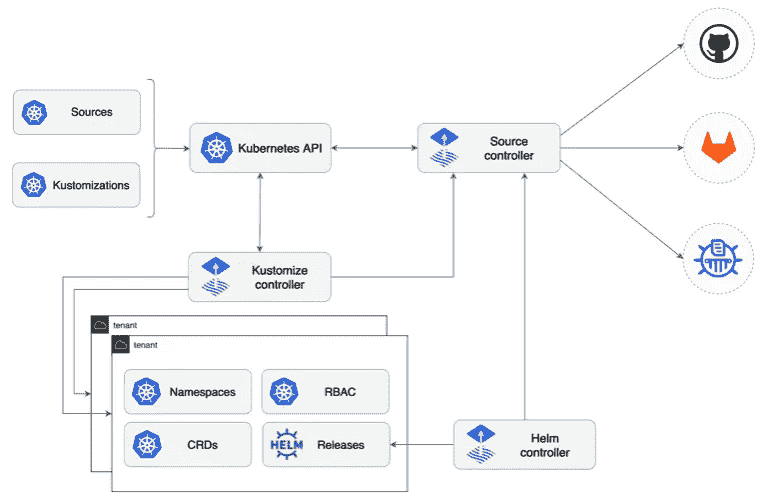 Sources
Kubernetes API
Source
controller
Kustomizations
Kustomize
controller
tenant
tenant
Namespaces
RBAC
CRDs
HELM
Releases
Helm
controller